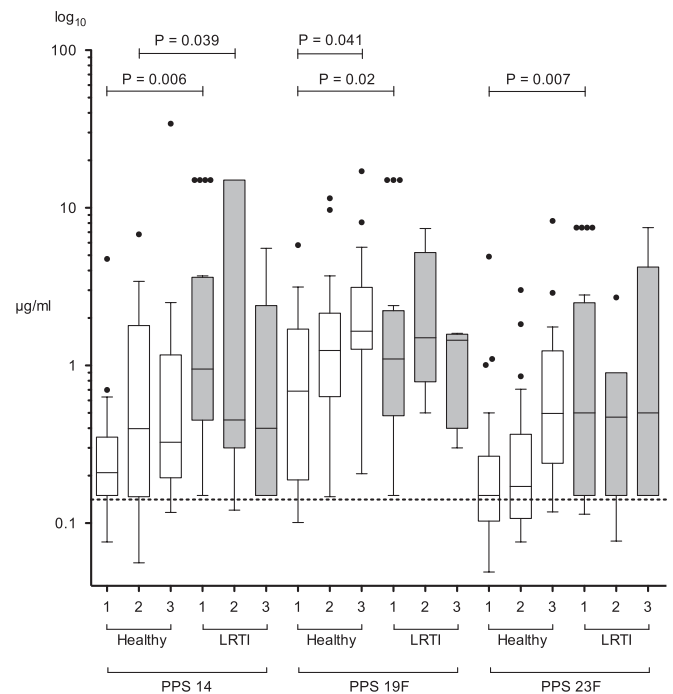 log10
100
P = 0.039
P = 0.041
P = 0.006
P = 0.02
P = 0.007
10
µg/ml
1
0.1
1 2 3 1 2 3 1 2 3 1 2 3 1 2 3 1 2 3
Healthy LRTI Healthy LRTI Healthy LRTI
PPS 14 PPS 19F PPS 23F